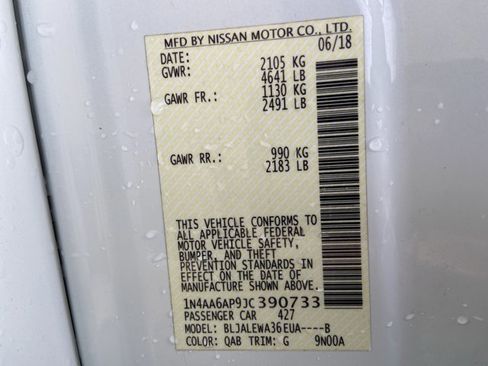 MFD BY NISSAN MOTOR CO., LTD.
DATE: 06/18
GVWR: 2105 KG
4641 LB
GAWR FR.: 1130 KG
2491 LB
GAWR RR.: 990 KG
2183 LB
THIS VEHICLE CONFORMS TO
ALL APPLICABLE FEDERAL
MOTOR VEHICLE SAFETY,
BUMPER, AND THEFT
PREVENTION STANDARDS IN
EFFECT ON THE DATE OF
MANUFACTURE SHOWN ABOVE.
1N4AA6AP9JC390733
PASSENGER CAR 427
MODEL: BLJALEWA36EUA----B
COLOR: QAB TRIM: G 9N00A